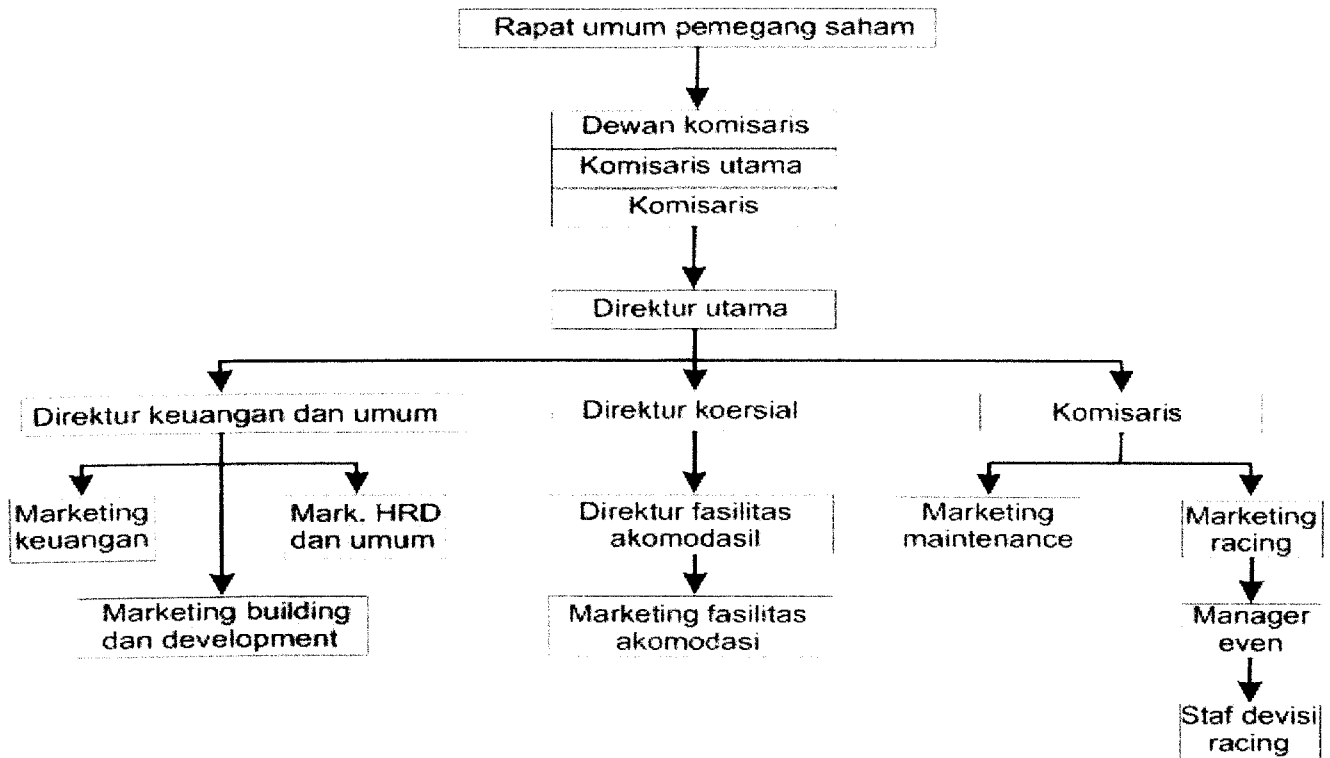 Rapat umum pemegang saham
Dewan komisaris
Komisaris utama
Komisaris
Direktur utama
Direktur keuangan dan umum
Direktur koersial
Komisaris
Marketing
keuangan
Mark. HRD
dan umum
Direktur fasilitas
akomodasil
Marketing
maintenance
Marketing
racing
Marketing building
dan development
Marketing fasilitas
akomodasi
Manager
even
Staf devisi
racing